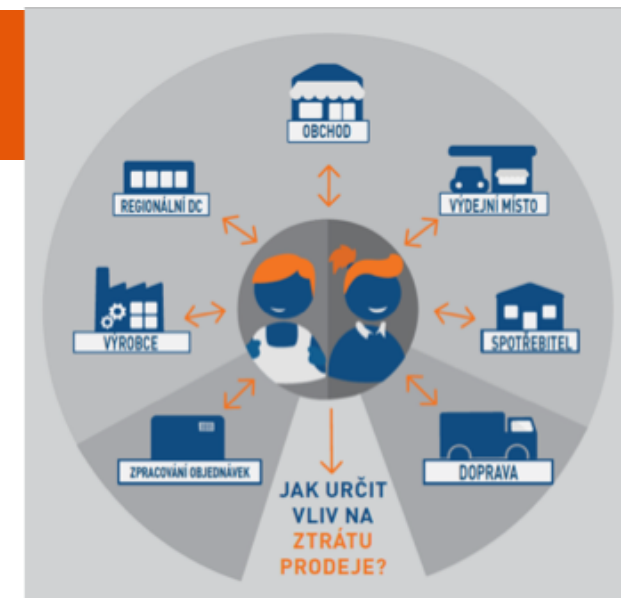 OBCHOD
REGIONÁLNÍ DC
VÝDEJNÍ MÍSTO
VÝROBCE
SPOTŘEBITEL
ZPRACOVÁNÍ OBJEDNÁVEK
DOPRAVA
JAK URČIT
VLIV NA
ZTRÁTU
PRODEJE?